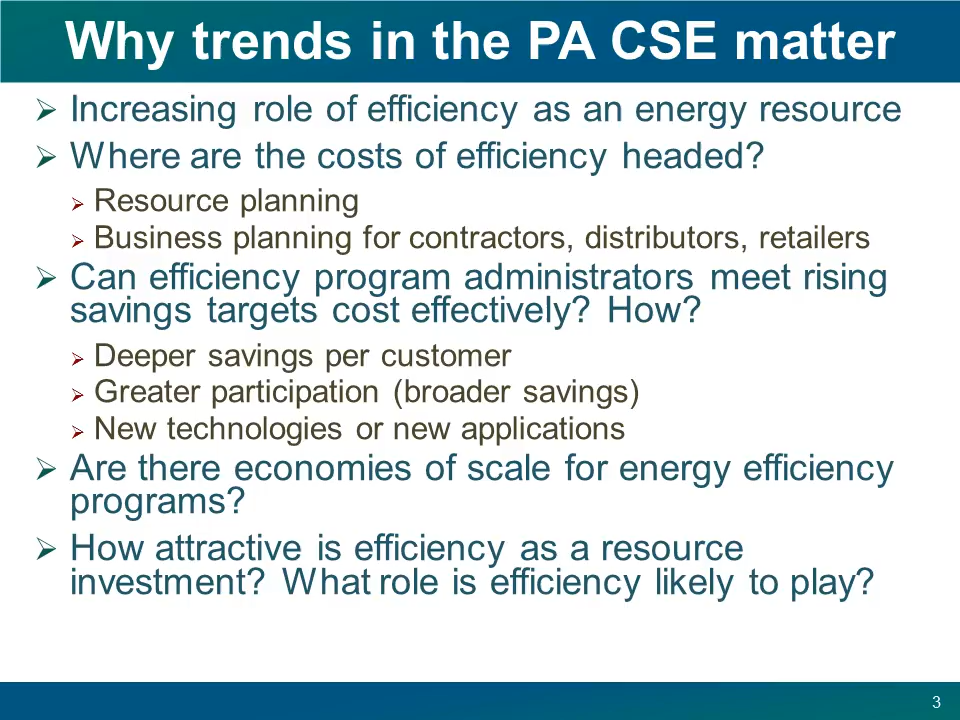 Why trends in the PA CSE matter
Increasing role of efficiency as an energy resource
Where are the costs of efficiency headed?
Resource planning
Business planning for contractors, distributors, retailers
Can efficiency program administrators meet rising
savings targets cost effectively? How?
Deeper savings per customer
Greater participation (broader savings)
New technologies or new applications
Are there economies of scale for energy efficiency
programs?
How attractive is efficiency as a resource
investment? What role is efficiency likely to play?
3